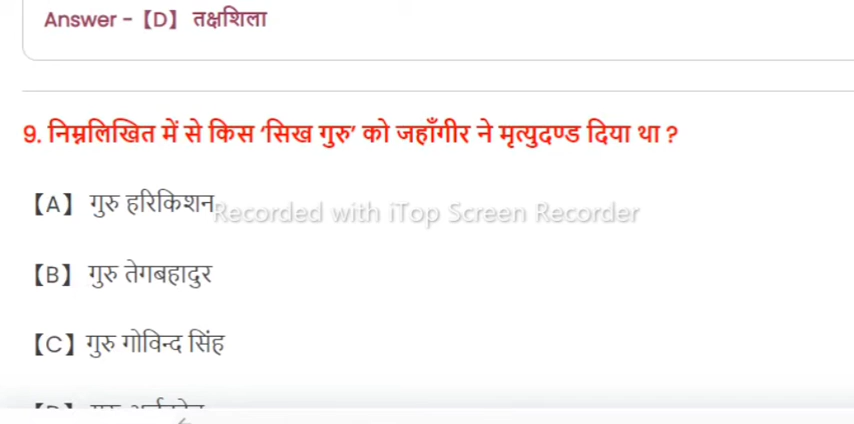 Answer - 【D】 तक्षशिला
9. निम्नलिखित में से किस ‘सिख गुरु’ को जहाँगीर ने मृत्युदण्ड दिया था ?
【A】 गुरु हरिकिशन
Recorded with iTop Screen Recorder
【B】 गुरु तेगबहादुर
【C】 गुरु गोविन्द सिंह